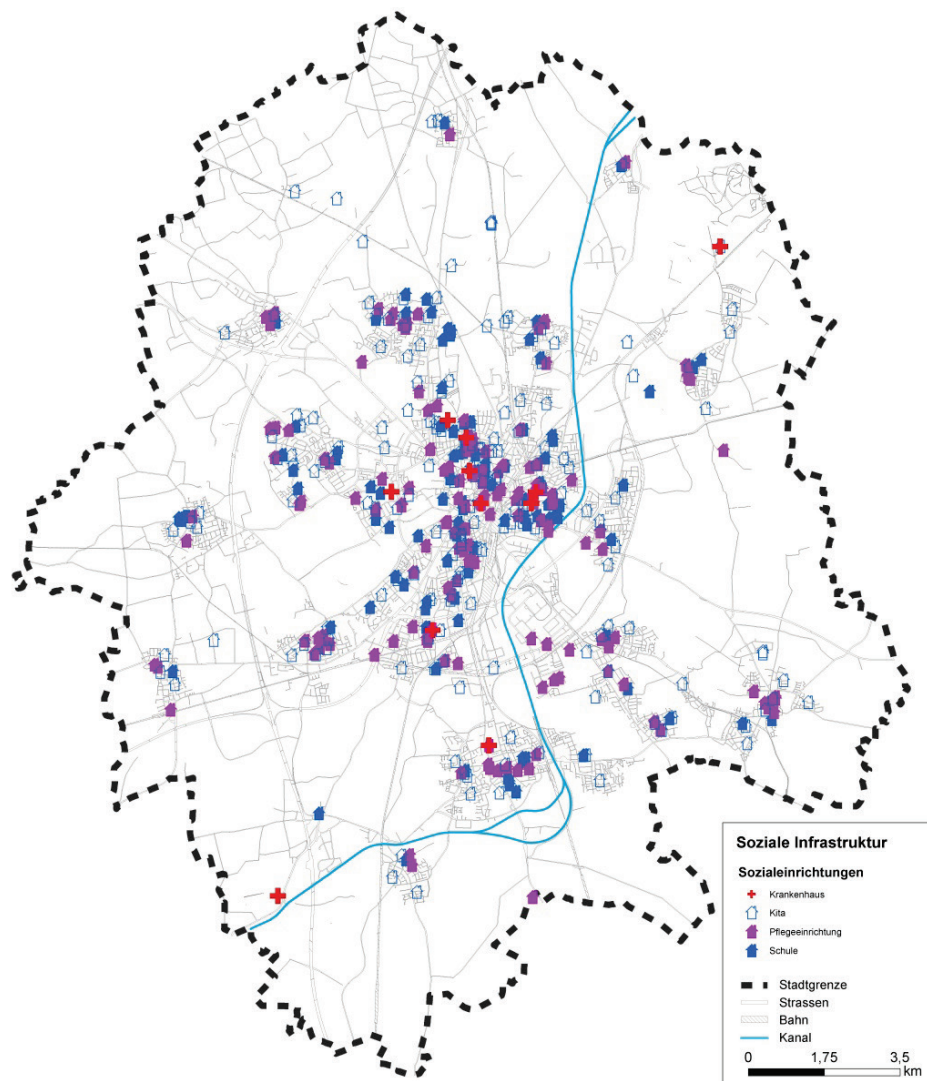 Soziale Infrastruktur
Sozialeinrichtungen
Krankenhaus
Kita
Pflegeeinrichtung
Schule
Stadtgrenze
Strassen
Bahn
Kanal
0 1,75 3,5
km